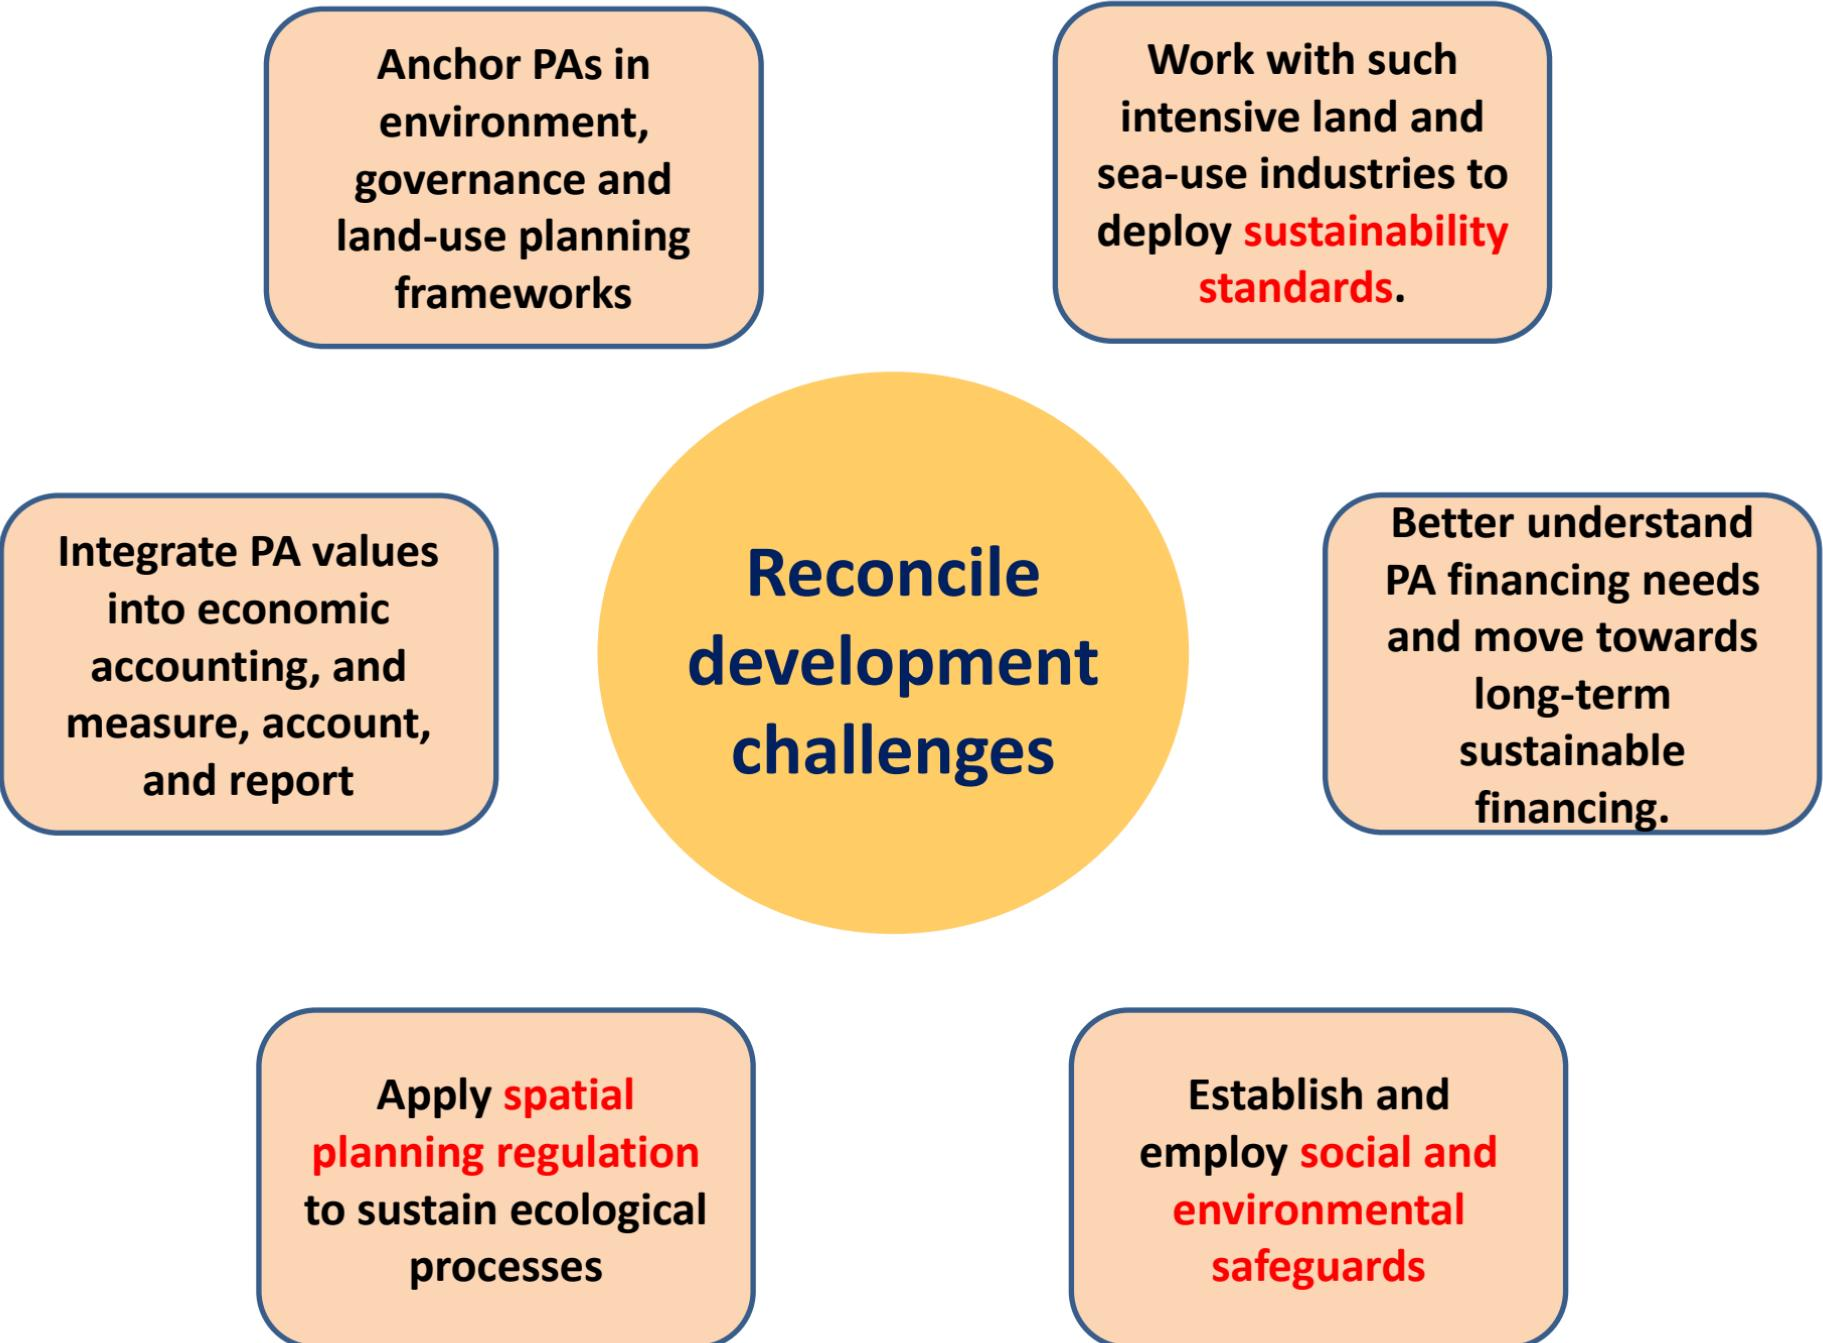 Anchor PAs in
environment,
governance and
land-use planning
frameworks
Work with such
intensive land and
sea-use industries to
deploy sustainability
standards.
Integrate PA values
into economic
accounting, and
measure, account,
and report
Reconcile
development
challenges
Better understand
PA financing needs
and move towards
long-term
sustainable
financing.
Apply spatial
planning regulation
to sustain ecological
processes
Establish and
employ social and
environmental
safeguards